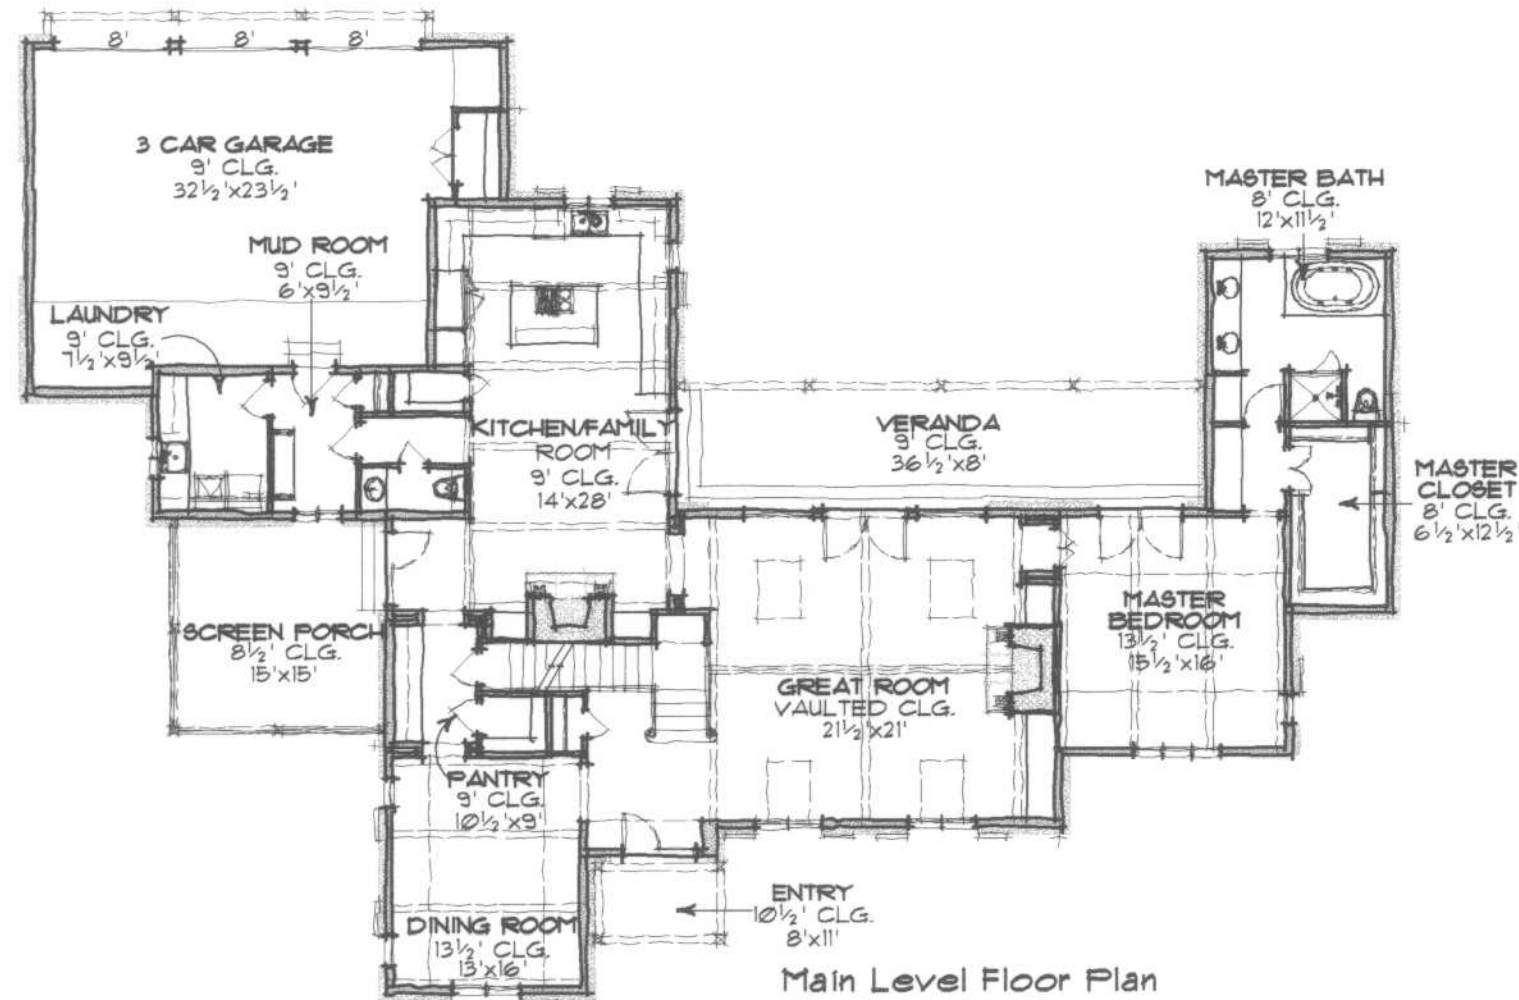 8' 8' 8'
3 CAR GARAGE
9' CLG.
32½'x23½'
MUD ROOM
9' CLG.
6'x9½'
LAUNDRY
9' CLG.
7½'x9½'
KITCHEN/FAMILY
ROOM
9' CLG.
14'x28'
VERANDA
9' CLG.
36½'x8'
MASTER BATH
8' CLG.
12'x11½'
MASTER
CLOSET
8' CLG.
6½'x12½'
SCREEN PORCH
8½' CLG.
15'x15'
GREAT ROOM
VAULTED CLG.
21½'x21'
MASTER
BEDROOM
13½' CLG.
15½'x16'
PANTRY
9' CLG.
10½'x9'
DINING ROOM
13½' CLG.
13'x16'
ENTRY
10½' CLG.
8'x11'
Main Level Floor Plan